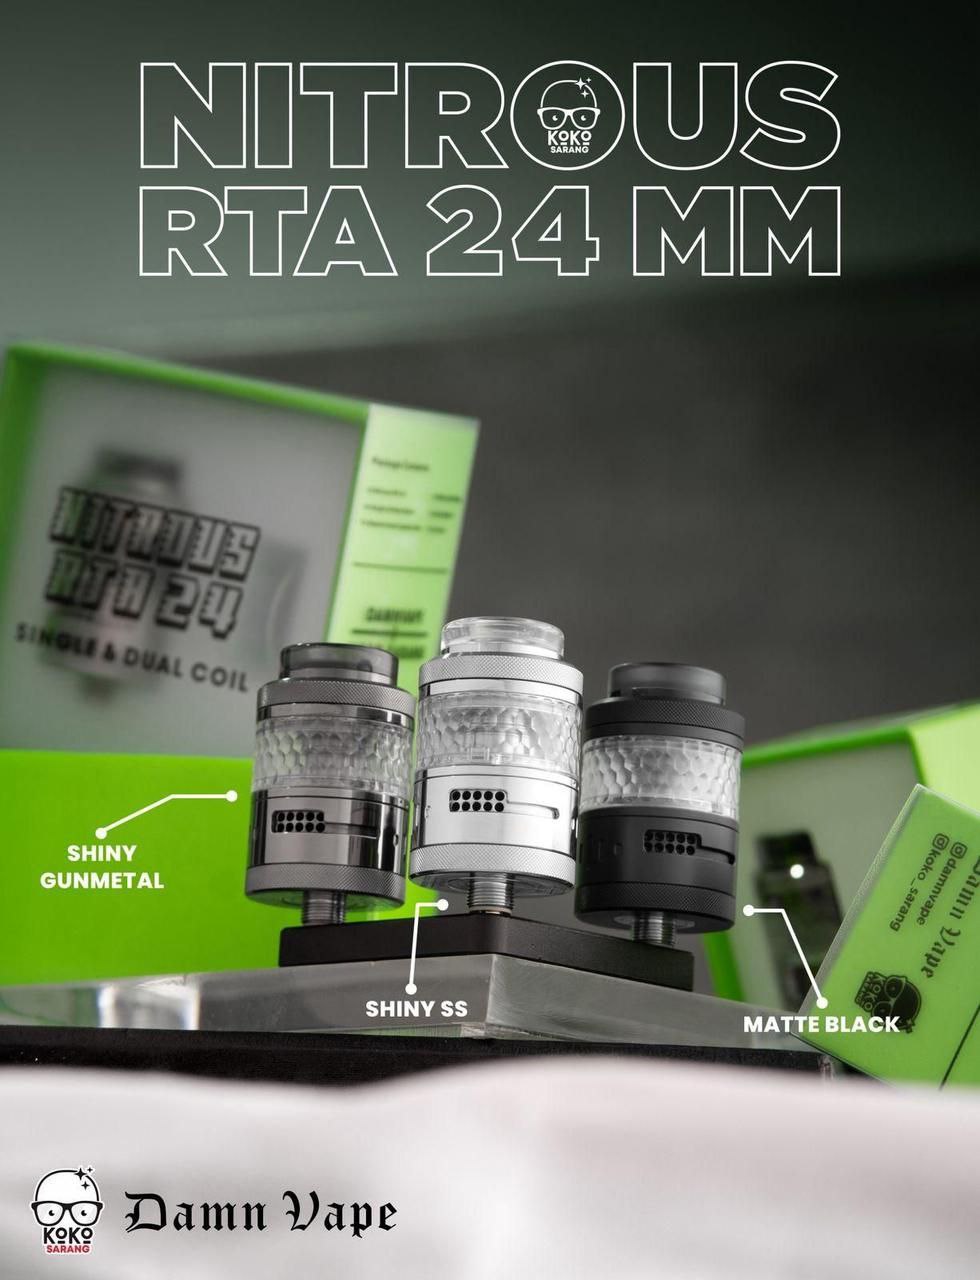 NITROUS
KOKO
SARANG
RTA 24 MM
NITROUS
RTA 24
SINGLE & DUAL COIL
SHINY
GUNMETAL
SHINY SS
MATTE BLACK
@damnvape
@koko_sarang
Damn Vape
KOKO
SARANG
Damn Vape